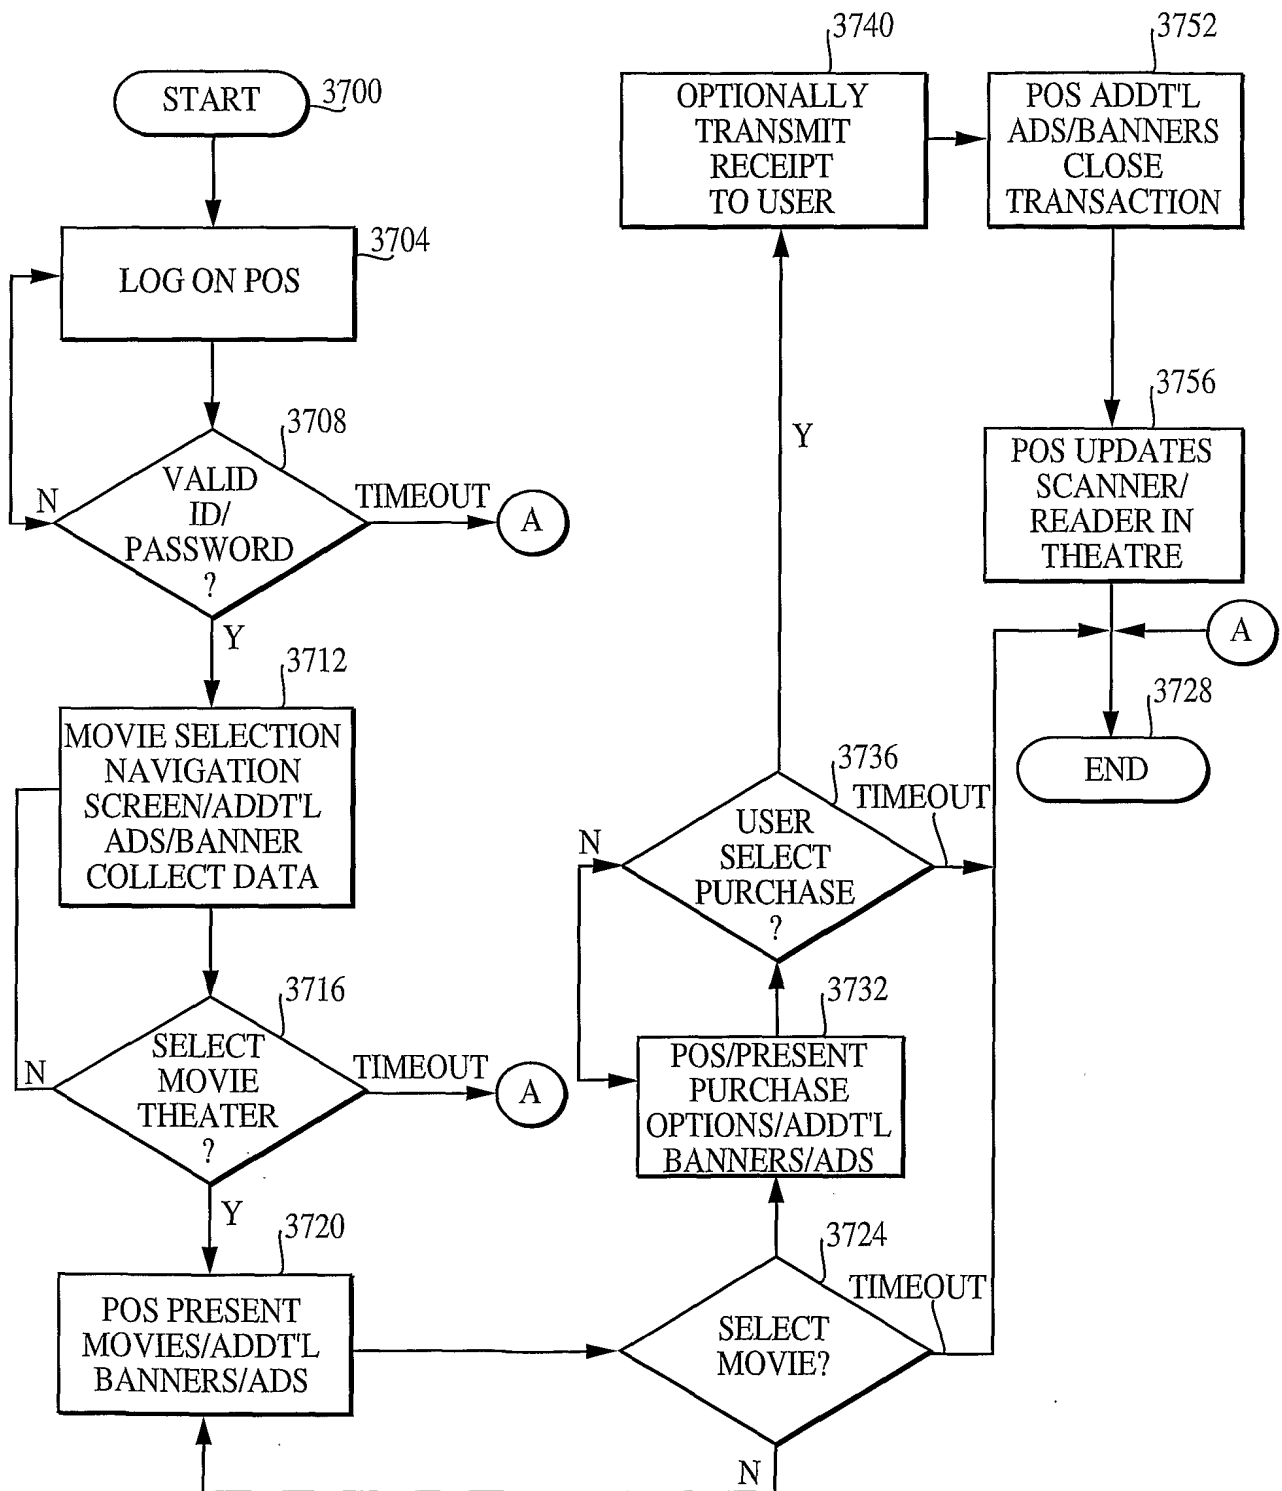 START
3700
LOG ON POS
3704
VALID
ID/
PASSWORD
?
3708
N
TIMEOUT
A
Y
MOVIE SELECTION
NAVIGATION
SCREEN/ADDT'L
ADS/BANNER
COLLECT DATA
3712
SELECT
MOVIE
THEATER
?
3716
N
TIMEOUT
A
Y
POS PRESENT
MOVIES/ADDT'L
BANNERS/ADS
3720
SELECT
MOVIE?
3724
TIMEOUT
N
POS/PRESENT
PURCHASE
OPTIONS/ADDT'L
BANNERS/ADS
3732
USER
SELECT
PURCHASE
?
3736
TIMEOUT
N
Y
OPTIONALLY
TRANSMIT
RECEIPT
TO USER
3740
POS ADDT'L
ADS/BANNERS
CLOSE
TRANSACTION
3752
POS UPDATES
SCANNER/
READER IN
THEATRE
3756
A
3728
END